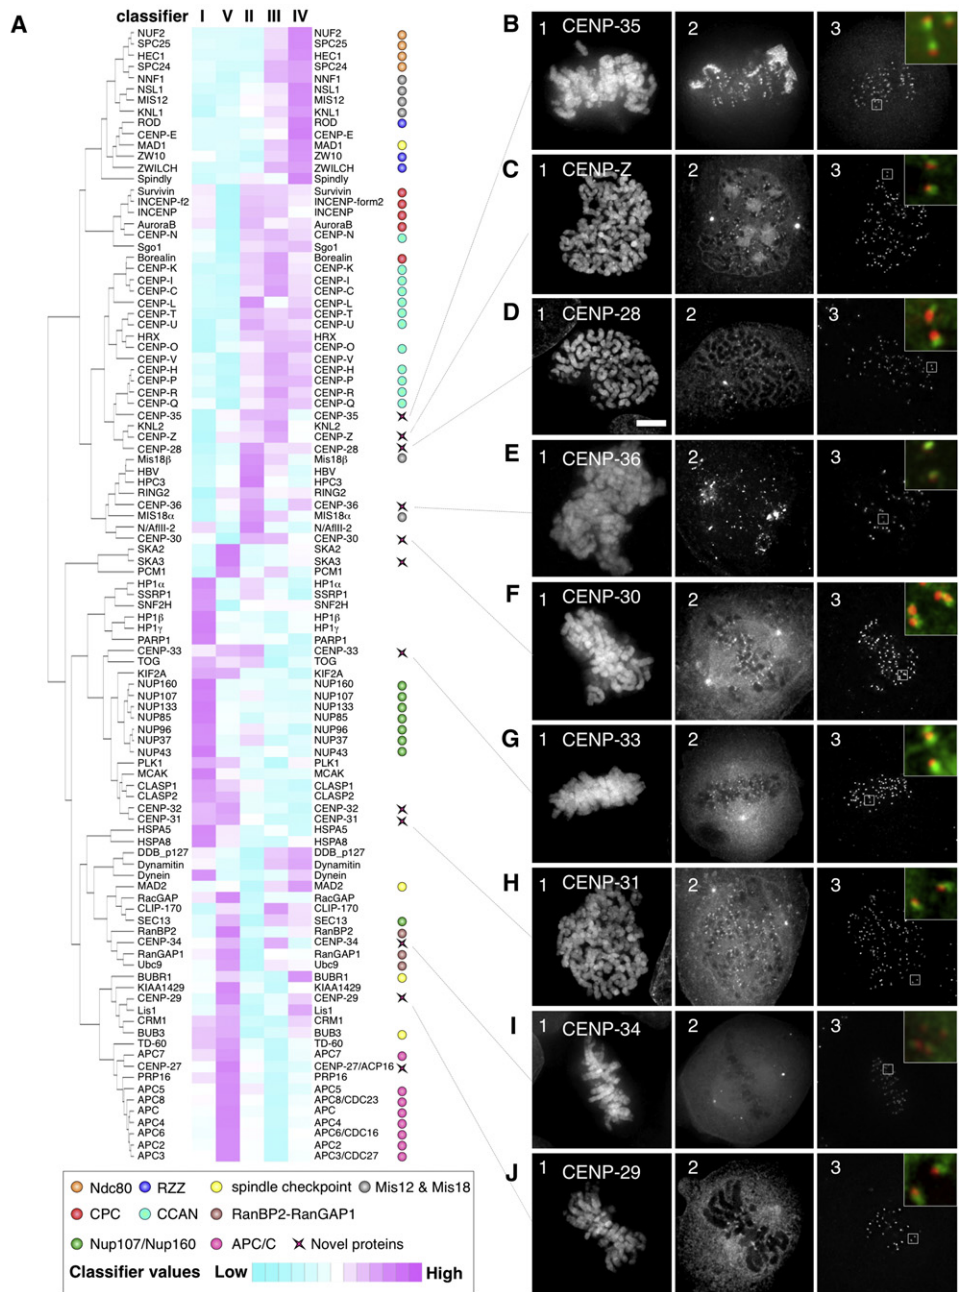 A
classifier I V II III IV
NUF2 NUF2
SPC25 SPC25
HEC1 HEC1
SPC24 SPC24
NNF1 NNF1
NSL1 NSL1
MIS12 MIS12
KNL1 KNL1
ROD ROD
CENP-E CENP-E
MAD1 MAD1
ZW10 ZW10
ZWILCH ZWILCH
Spindly Spindly
Survivin Survivin
INCENP-f2 INCENP-form2
INCENP INCENP
AuroraB AuroraB
CENP-N CENP-N
Sgo1 Sgo1
Borealin Borealin
CENP-K CENP-K
CENP-I CENP-I
CENP-C CENP-C
CENP-L CENP-L
CENP-T CENP-T
CENP-U CENP-U
HRX HRX
CENP-O CENP-O
CENP-V CENP-V
CENP-H CENP-H
CENP-P CENP-P
CENP-R CENP-R
CENP-Q CENP-Q
CENP-35 CENP-35
KNL2 KNL2
CENP-Z CENP-Z
CENP-28 CENP-28
Mis18β Mis18β
HBV HBV
HPC3 HPC3
RING2 RING2
CENP-36 CENP-36
MIS18α MIS18α
N/AfIII-2 N/AfIII-2
CENP-30 CENP-30
SKA2 SKA2
SKA3 SKA3
PCM1 PCM1
HP1α HP1α
SSRP1 SSRP1
SNF2H SNF2H
HP1β HP1β
HP1γ HP1γ
PARP1 PARP1
CENP-33 CENP-33
TOG TOG
KIF2A KIF2A
NUP160 NUP160
NUP107 NUP107
NUP133 NUP133
NUP85 NUP85
NUP96 NUP96
NUP37 NUP37
NUP43 NUP43
PLK1 PLK1
MCAK MCAK
CLASP1 CLASP1
CLASP2 CLASP2
CENP-32 CENP-32
CENP-31 CENP-31
HSPA5 HSPA5
HSPA8 HSPA8
DDB_p127 DDB_p127
Dynamitin Dynamitin
Dynein Dynein
MAD2 MAD2
RacGAP RacGAP
CLIP-170 CLIP-170
SEC13 SEC13
RanBP2 RanBP2
CENP-34 CENP-34
RanGAP1 RanGAP1
Ubc9 Ubc9
BUBR1 BUBR1
KIAA1429 KIAA1429
CENP-29 CENP-29
Lis1 Lis1
CRM1 CRM1
BUB3 BUB3
TD-60 TD-60
APC7 APC7
CENP-27 CENP-27/ACP16
PRP16 PRP16
APC5 APC5
APC8 APC8/CDC23
APC APC
APC4 APC4
APC6 APC6/CDC16
APC2 APC2
APC3 APC3/CDC27
Ndc80 RZZ spindle checkpoint Mis12 & Mis18
CPC CCAN RanBP2-RanGAP1
Nup107/Nup160 APC/C Novel proteins
Classifier values Low High
B 1 CENP-35 2 3
C 1 CENP-Z 2 3
D 1 CENP-28 2 3
E 1 CENP-36 2 3
F 1 CENP-30 2 3
G 1 CENP-33 2 3
H 1 CENP-31 2 3
I 1 CENP-34 2 3
J 1 CENP-29 2 3